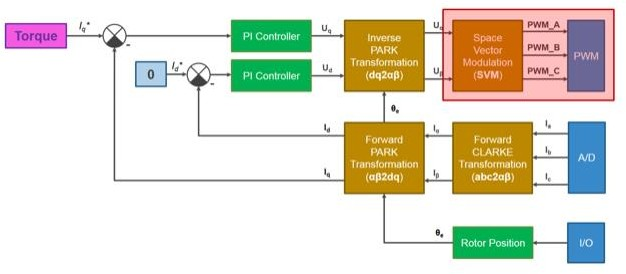 Torque
Iq*
-
PI Controller
Uq
Inverse
PARK
Transformation
(dq2αβ)
Uα
Space
Vector
Modulation
(SVM)
PWM_A
PWM_B
PWM_C
PWM
0
Id*
-
PI Controller
Ud
Uβ
θe
Id
Iq
Forward
PARK
Transformation
(αβ2dq)
Iα
Iβ
Forward
CLARKE
Transformation
(abc2αβ)
Ia
Ib
Ic
A/D
θe
Rotor Position
I/O